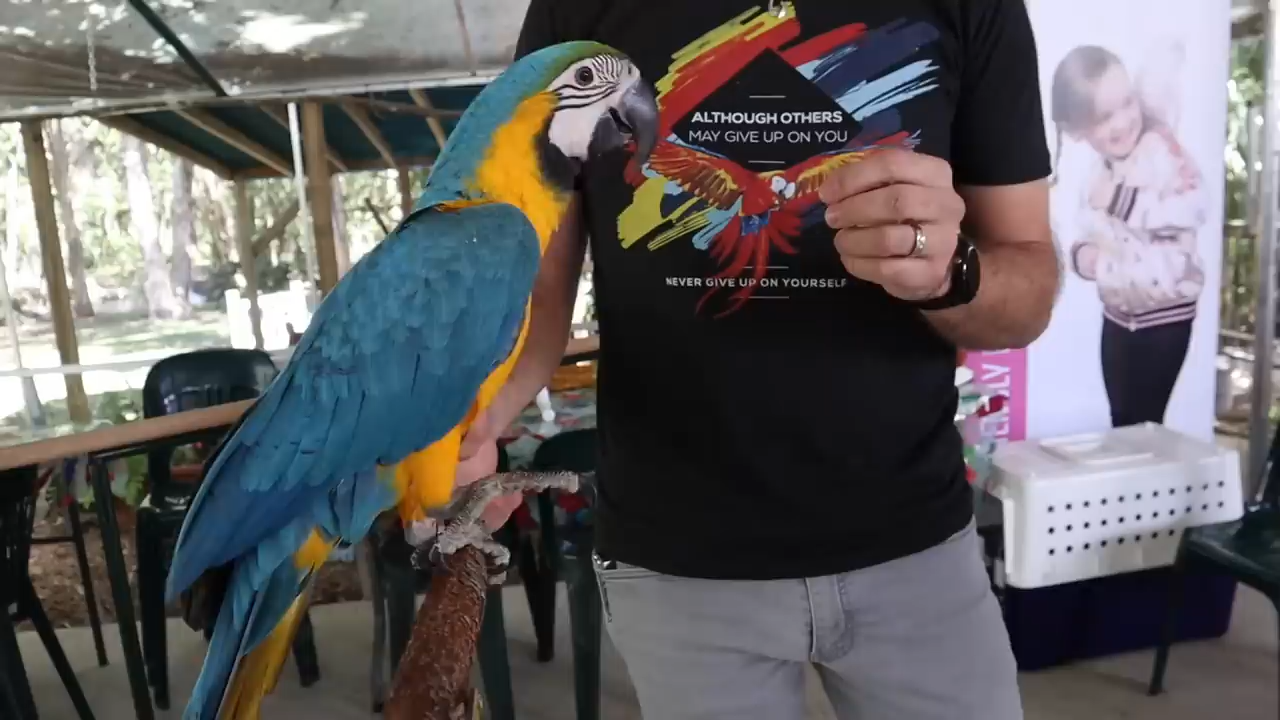 ALTHOUGH OTHERS
MAY GIVE UP ON YOU
NEVER GIVE UP ON YOURSELF